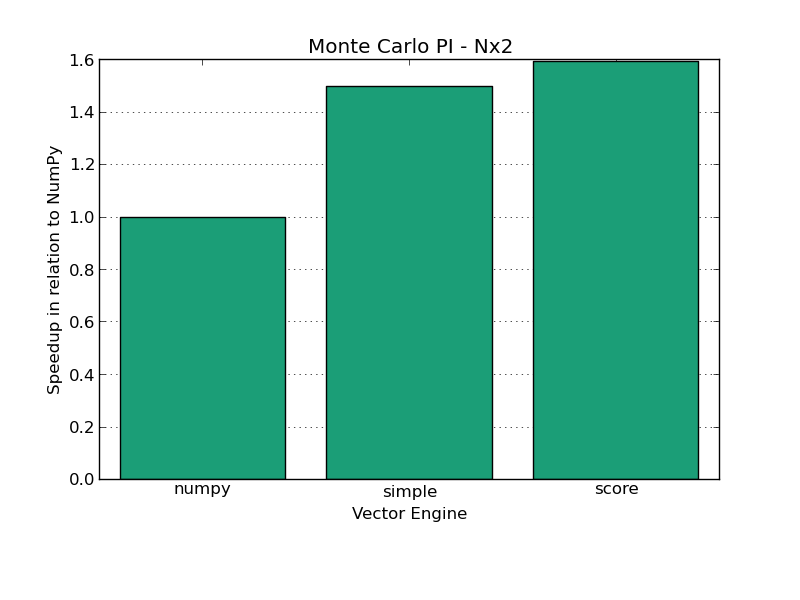 Monte Carlo PI - Nx2
Speedup in relation to NumPy
1.6
1.4
1.2
1.0
0.8
0.6
0.4
0.2
0.0
numpy
simple
score
Vector Engine